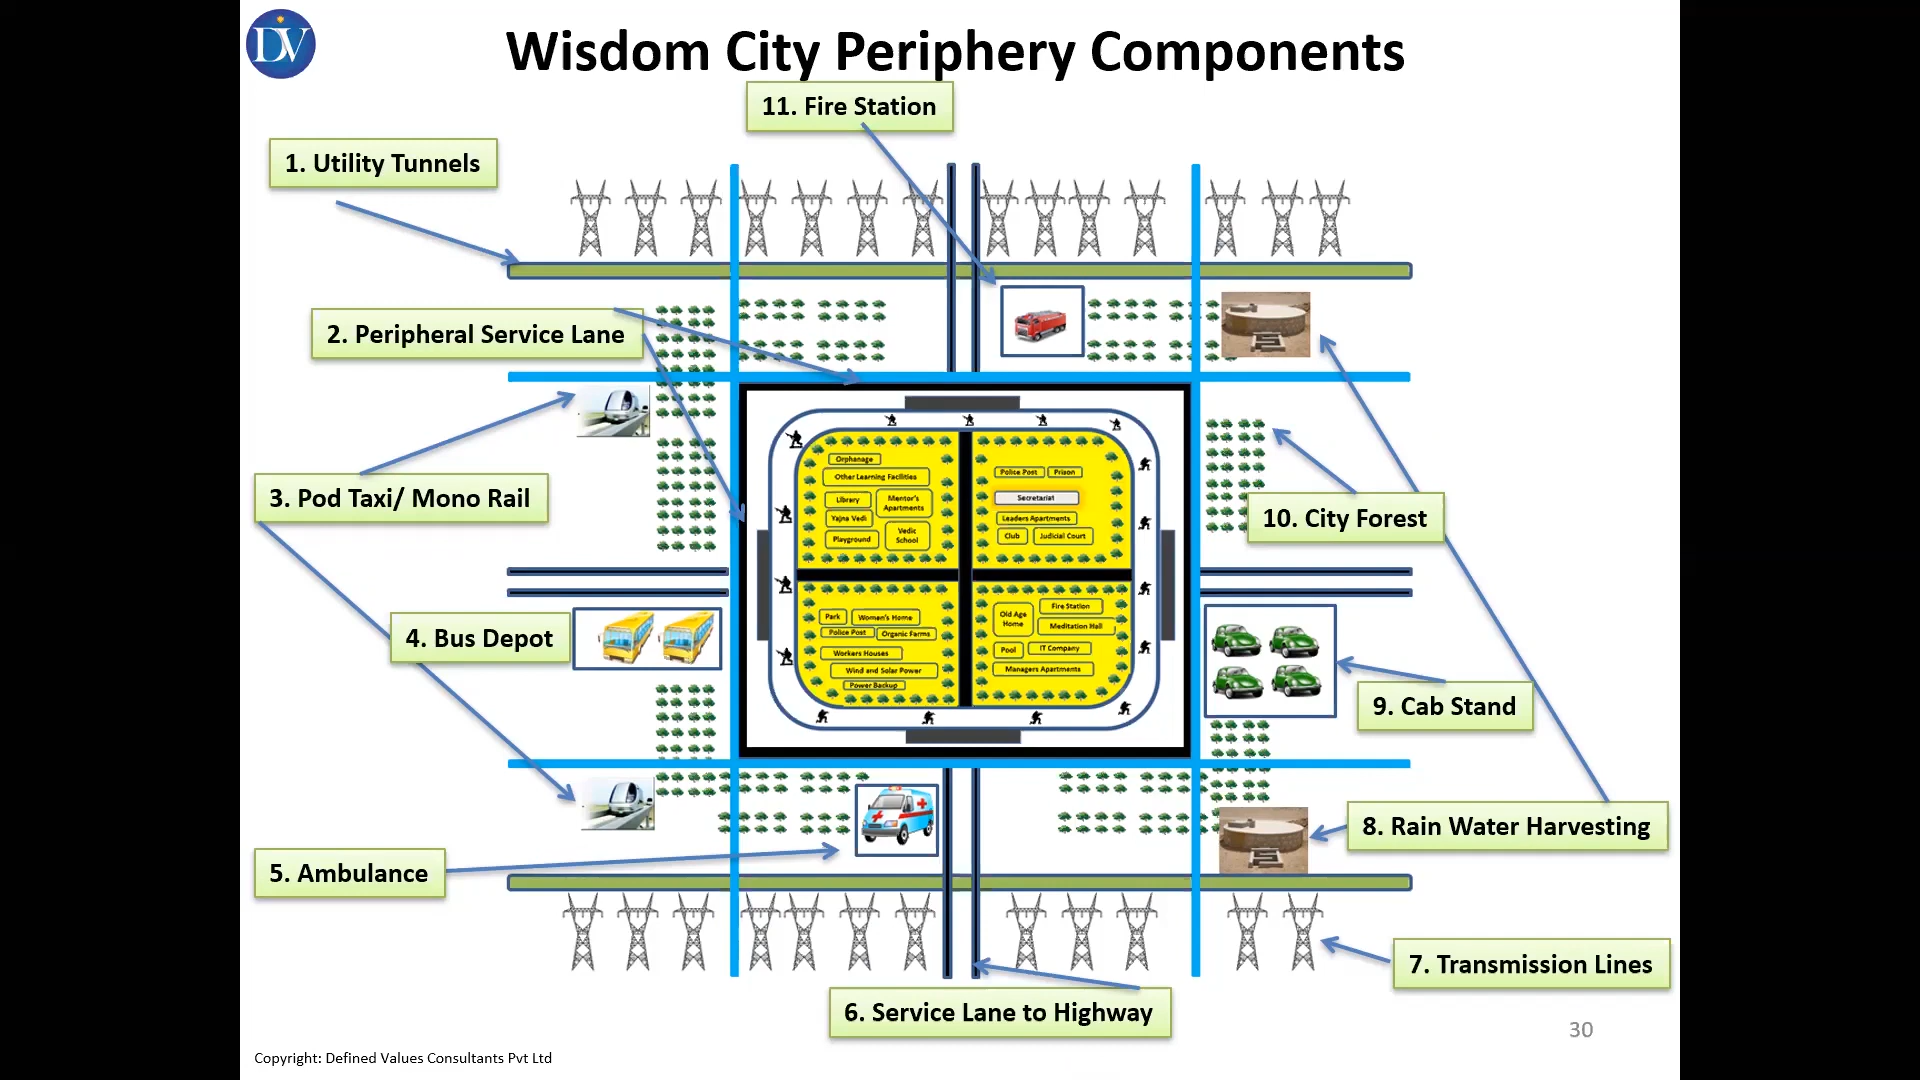 DV
Wisdom City Periphery Components
11. Fire Station
1. Utility Tunnels
2. Peripheral Service Lane
3. Pod Taxi/ Mono Rail
4. Bus Depot
5. Ambulance
6. Service Lane to Highway
7. Transmission Lines
8. Rain Water Harvesting
9. Cab Stand
10. City Forest
Orphanage
Other Learning Facilities
Library
Mentor's
Apartments
Yajna Vedi
Playground
Vedic
School
Police Post
Prison
Secretariat
Leaders Apartments
Club
Judicial Court
Park
Women's Home
Police Post
Organic Farms
Workers Houses
Wind and Solar Power
Power Backup
Old Age
Home
Fire Station
Meditation Hall
Pool
IT Company
Managers Apartments
30
Copyright: Defined Values Consultants Pvt Ltd